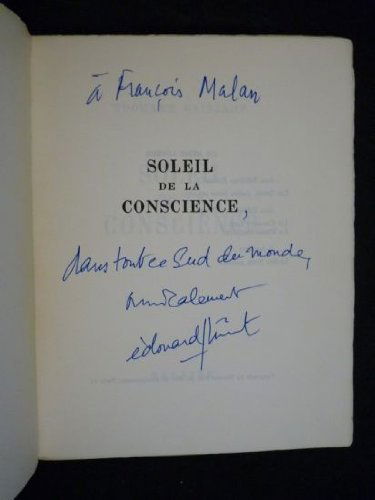 à François Malan
SOLEIL
DE LA
CONSCIENCE,
dans tout ce Sud du monde,
amicalement
édouard glissant